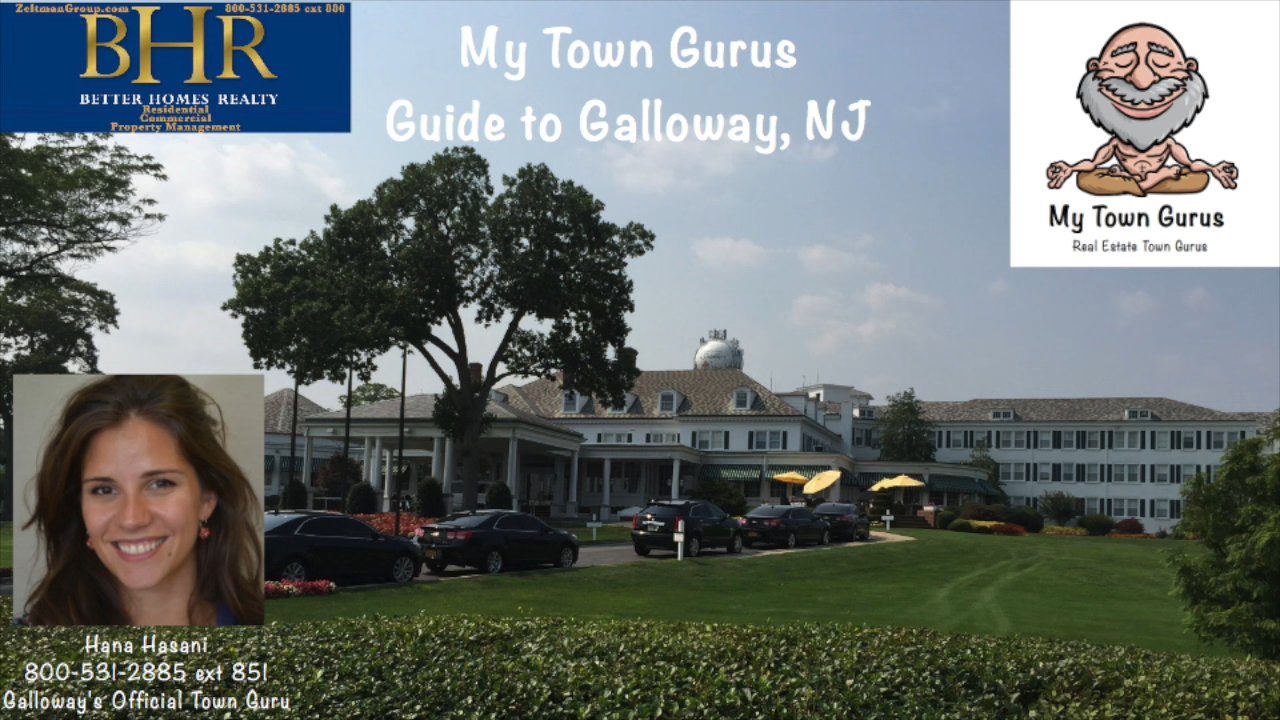 ZeltmanGroup.com 800-531-2885 ext 800
BHR
BETTER HOMES REALTY
Residential
Commercial
Property Management
My Town Gurus
Guide to Galloway, NJ
My Town Gurus
Real Estate Town Gurus
Hana Hasani
800-531-2885 ext 851
Galloway's Official Town Guru